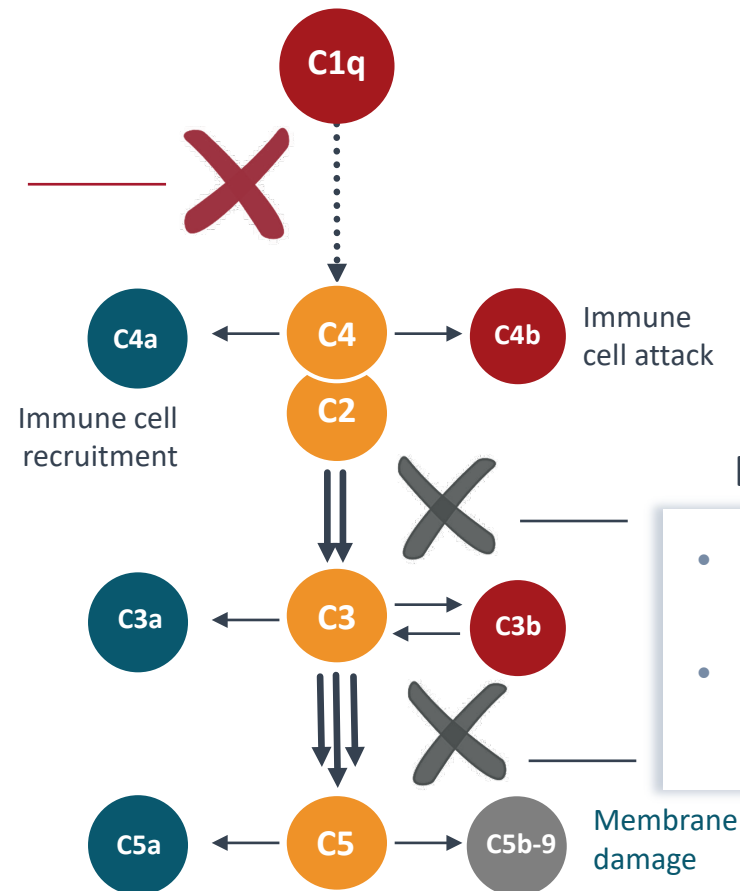 C1q
C4a
C4
C4b
Immune
cell attack
C2
Immune cell
recruitment
C3a
C3
C3b
C5a
C5
C5b-9
Membrane
damage